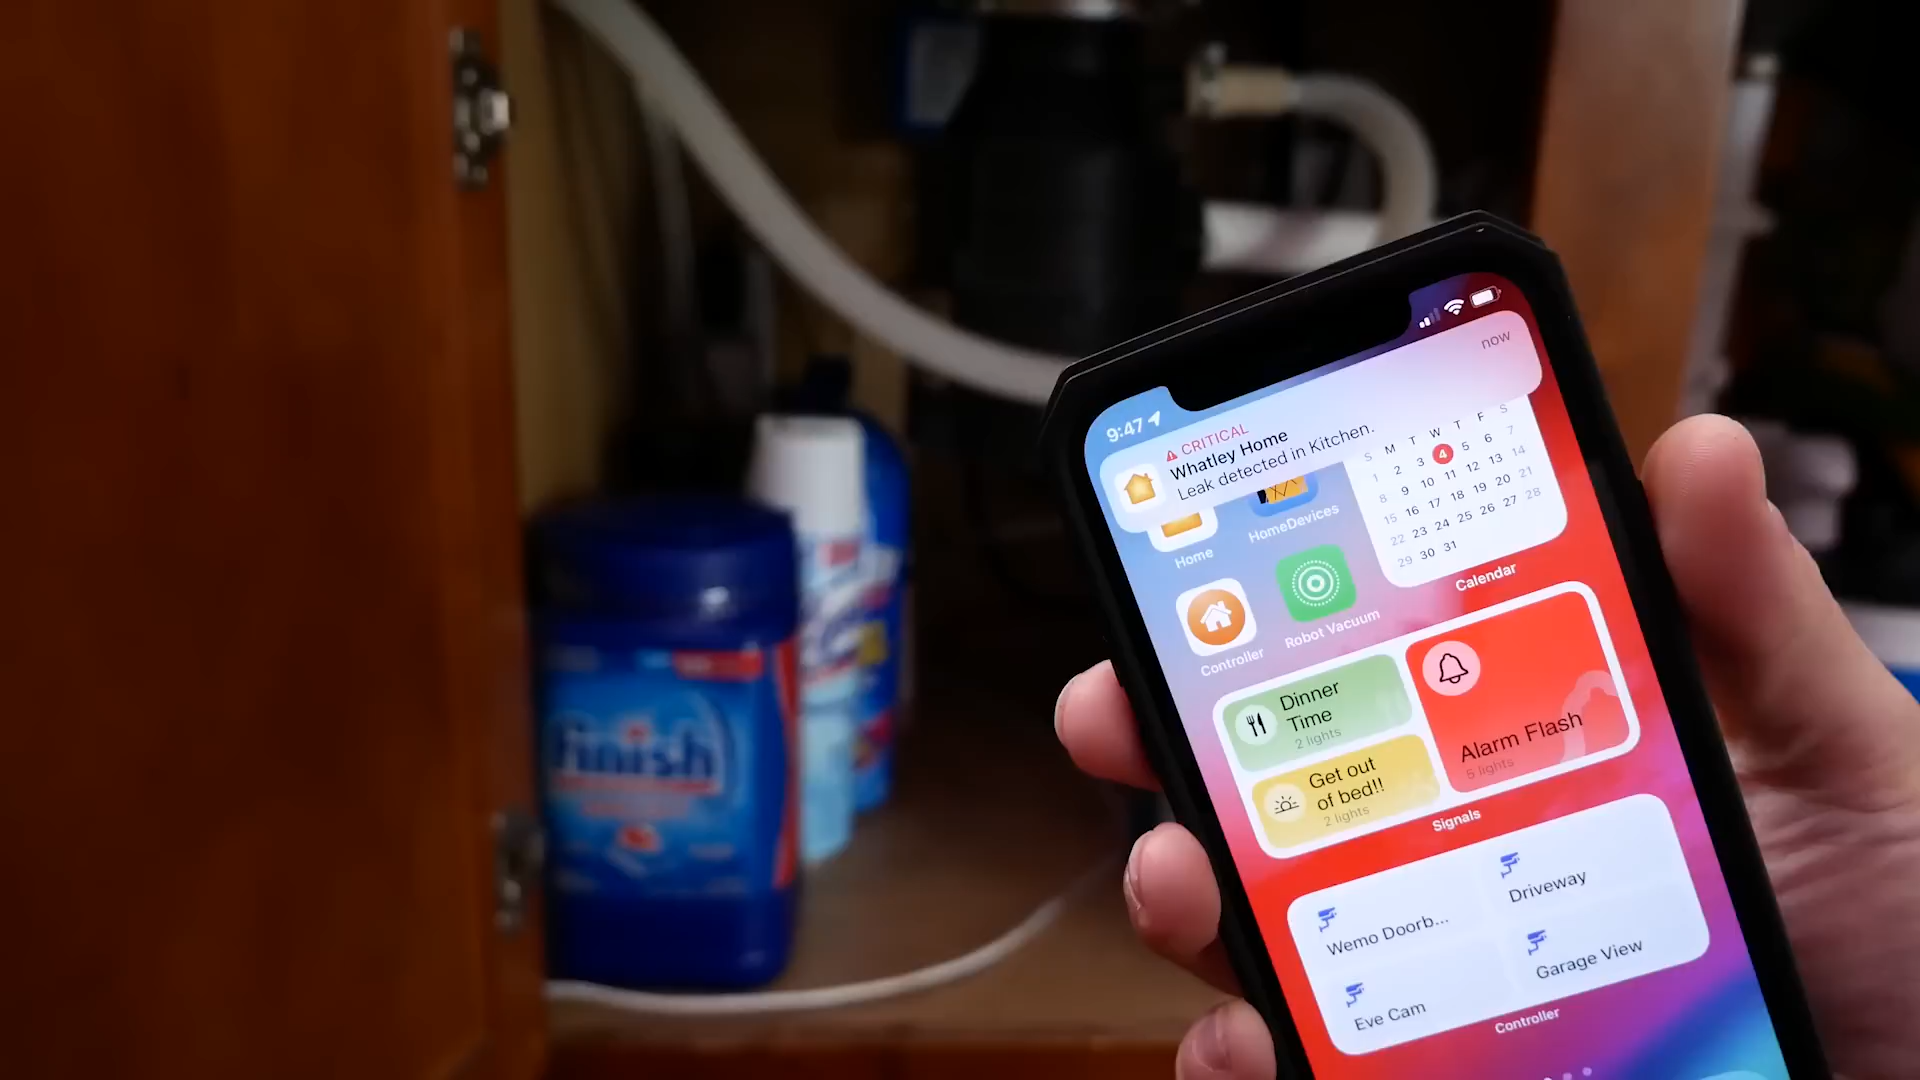 9:47
now
CRITICAL
Whatley Home
Leak detected in Kitchen.
Home
HomeDevices
Controller
Robot Vacuum
S M T W T F S
1 2 3 4 5 6 7
8 9 10 11 12 13 14
15 16 17 18 19 20 21
22 23 24 25 26 27 28
29 30 31
Calendar
Dinner
Time
2 lights
Get out
of bed!!
2 lights
Alarm Flash
5 lights
Signals
Wemo Doorb...
Driveway
Eve Cam
Garage View
Controller
Finish